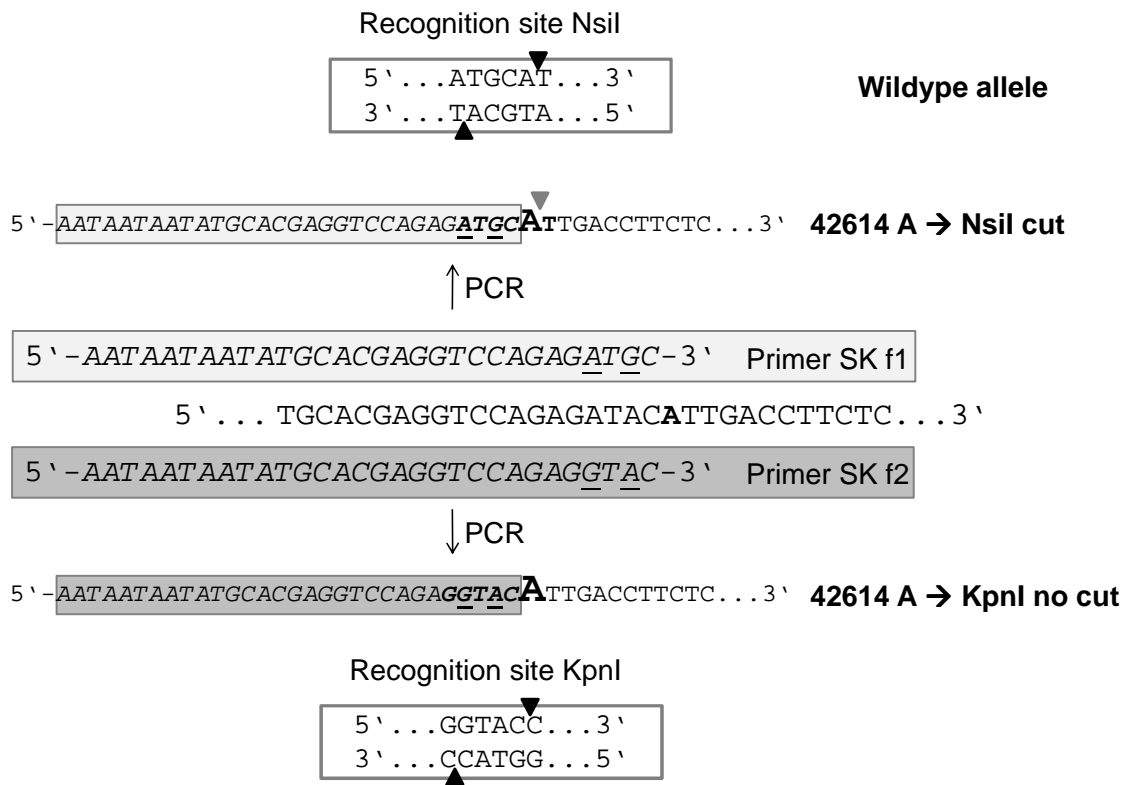 Recognition site NsiI
5‘...ATGCAT...3‘
3‘...TACGTA...5‘
Wildype allele
5‘-AATAATAATATGCACGAGGTCCAGAGATGCATTGACCTTCTC...3‘ 42614 A → NsiI cut
PCR
5‘-AATAATAATATGCACGAGGTCCAGAGATGC-3‘ Primer SK f1
5‘... TGCACGAGGTCCAGAGATACATTGACCTTCTC...3‘
5‘-AATAATAATATGCACGAGGTCCAGAGGTAC-3‘ Primer SK f2
PCR
5‘-AATAATAATATGCACGAGGTCCAGAGGTACATTGACCTTCTC...3‘ 42614 A → KpnI no cut
Recognition site KpnI
5‘...GGTACC...3‘
3‘...CCATGG...5‘